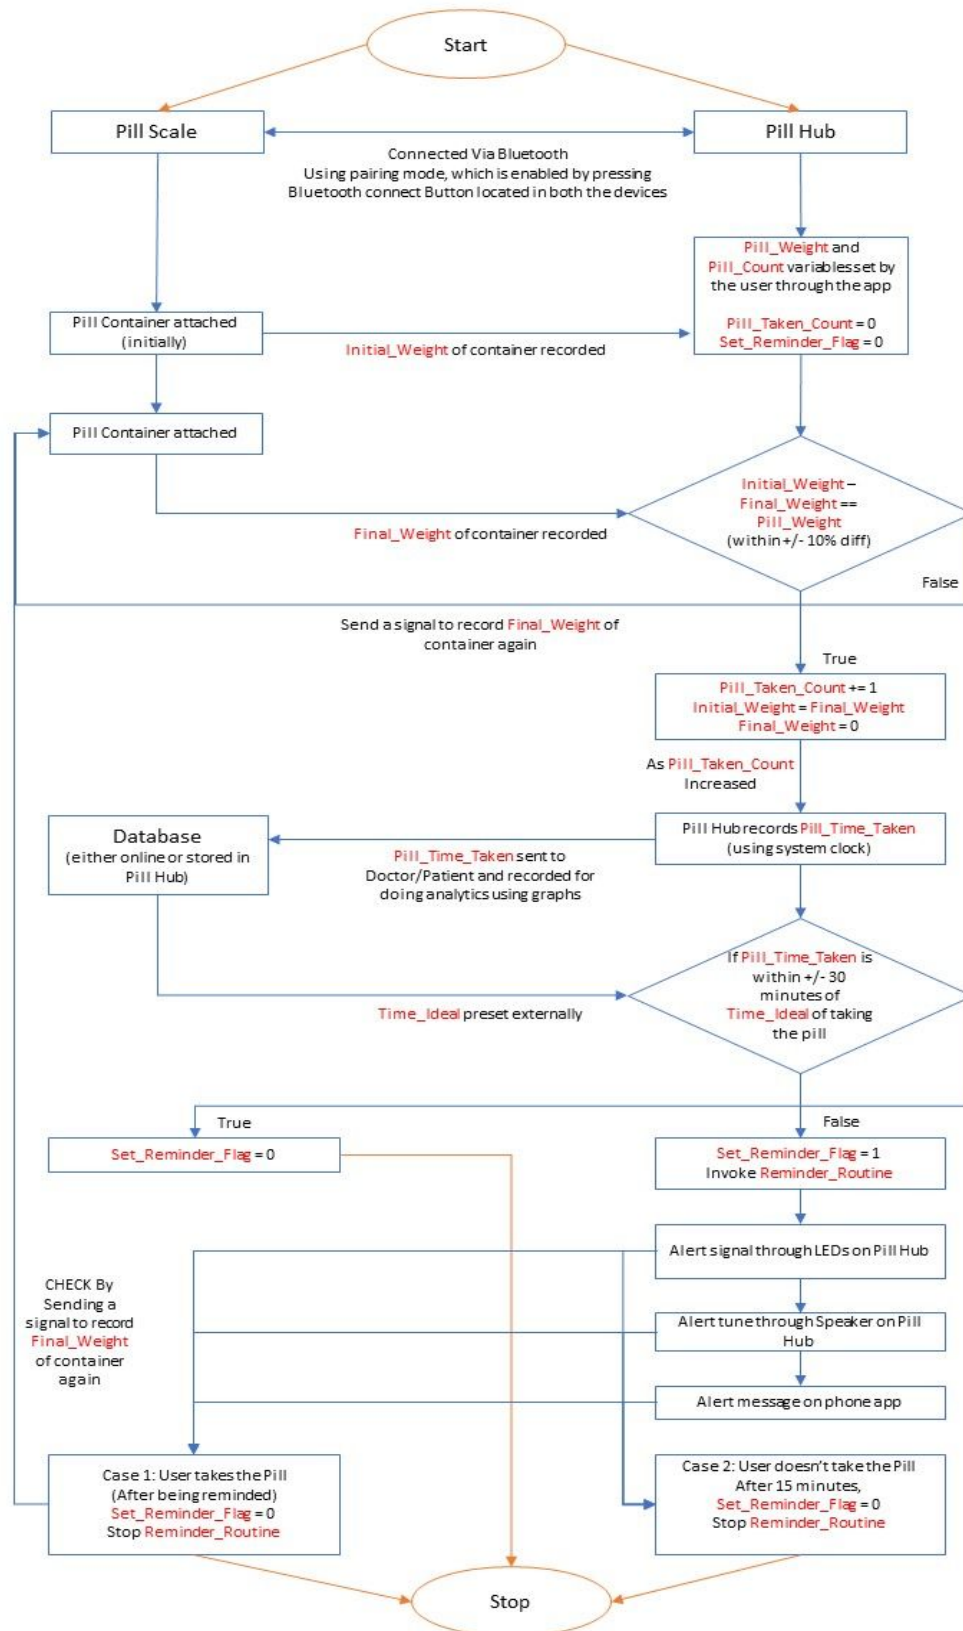 Start
Pill Scale
Pill Hub
Connected Via Bluetooth
Using pairing mode, which is enabled by pressing
Bluetooth connect Button located in both the devices
Pill_Weight and
Pill_Count variables set by
the user through the app
Pill_Taken_Count = 0
Set_Reminder_Flag = 0
Pill Container attached
(initially)
Initial_Weight of container recorded
Pill Container attached
Initial_Weight –
Final_Weight ==
Pill_Weight
(within +/- 10% diff)
Final_Weight of container recorded
False
Send a signal to record Final_Weight of
container again
True
Pill_Taken_Count += 1
Initial_Weight = Final_Weight
Final_Weight = 0
As Pill_Taken_Count
Increased
Database
(either online or stored in
Pill Hub)
Pill Hub records Pill_Time_Taken
(using system clock)
Pill_Time_Taken sent to
Doctor/Patient and recorded for
doing analytics using graphs
If Pill_Time_Taken is
within +/- 30
minutes of
Time_Ideal of taking
the pill
Time_Ideal preset externally
True
False
Set_Reminder_Flag = 0
Set_Reminder_Flag = 1
Invoke Reminder_Routine
Alert signal through LEDs on Pill Hub
CHECK By
Sending a
signal to record
Final_Weight
of container
again
Alert tune through Speaker on Pill
Hub
Alert message on phone app
Case 1: User takes the Pill
(After being reminded)
Set_Reminder_Flag = 0
Stop Reminder_Routine
Case 2: User doesn't take the Pill
After 15 minutes,
Set_Reminder_Flag = 0
Stop Reminder_Routine
Stop